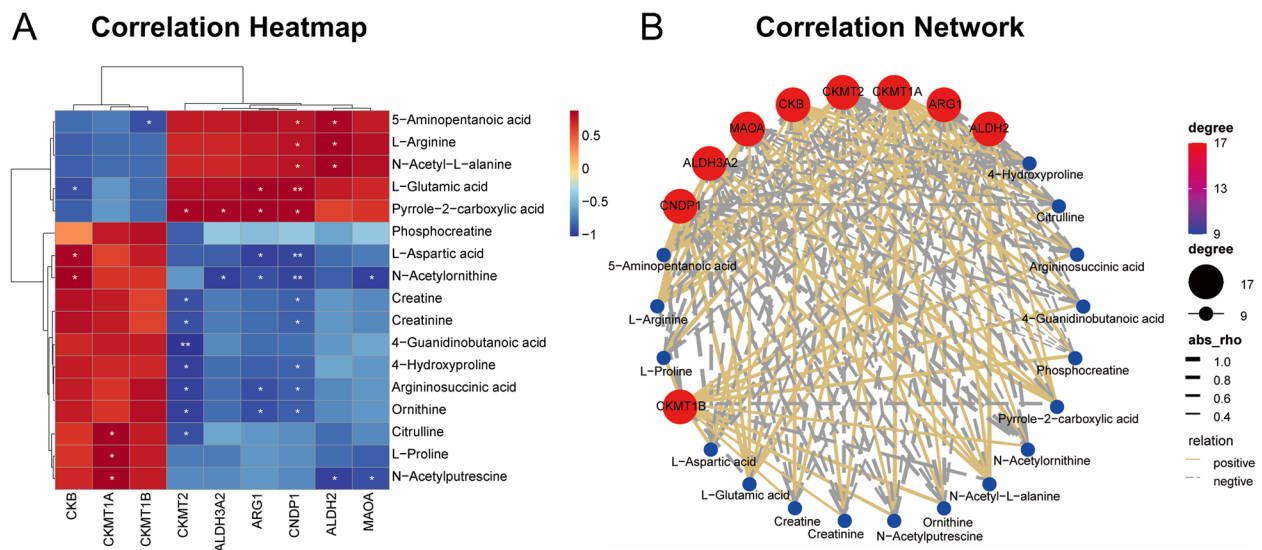 A
Correlation Heatmap
*
*
*
5-Aminopentanoic acid
*
*
L-Arginine
*
*
N-Acetyl-L-alanine
*
*
**
L-Glutamic acid
*
*
*
*
Pyrrole-2-carboxylic acid
Phosphocreatine
*
*
**
L-Aspartic acid
*
*
*
**
*
N-Acetylornithine
*
*
Creatine
*
*
Creatinine
**
4-Guanidinobutanoic acid
*
*
4-Hydroxyproline
*
*
*
Argininosuccinic acid
*
*
*
Ornithine
*
*
Citrulline
*
L-Proline
*
*
*
N-Acetylputrescine
CKB
CKMT1A
CKMT1B
CKMT2
ALDH3A2
ARG1
CNDP1
ALDH2
MAOA
0.5
0
-0.5
-1
B
Correlation Network
CKMT2
CKMT1A
CKB
ARG1
MAOA
ALDH2
ALDH3A2
4-Hydroxyproline
CNDP1
Citrulline
5-Aminopentanoic acid
Argininosuccinic acid
L-Arginine
4-Guanidinobutanoic acid
L-Proline
Phosphocreatine
CKMT1B
Pyrrole-2-carboxylic acid
L-Aspartic acid
N-Acetylornithine
L-Glutamic acid
N-Acetyl-L-alanine
Creatine
Ornithine
Creatinine
N-Acetylputrescine
degree
17
13
9
degree
17
9
abs_rho
1.0
0.8
0.6
0.4
relation
positive
negtive